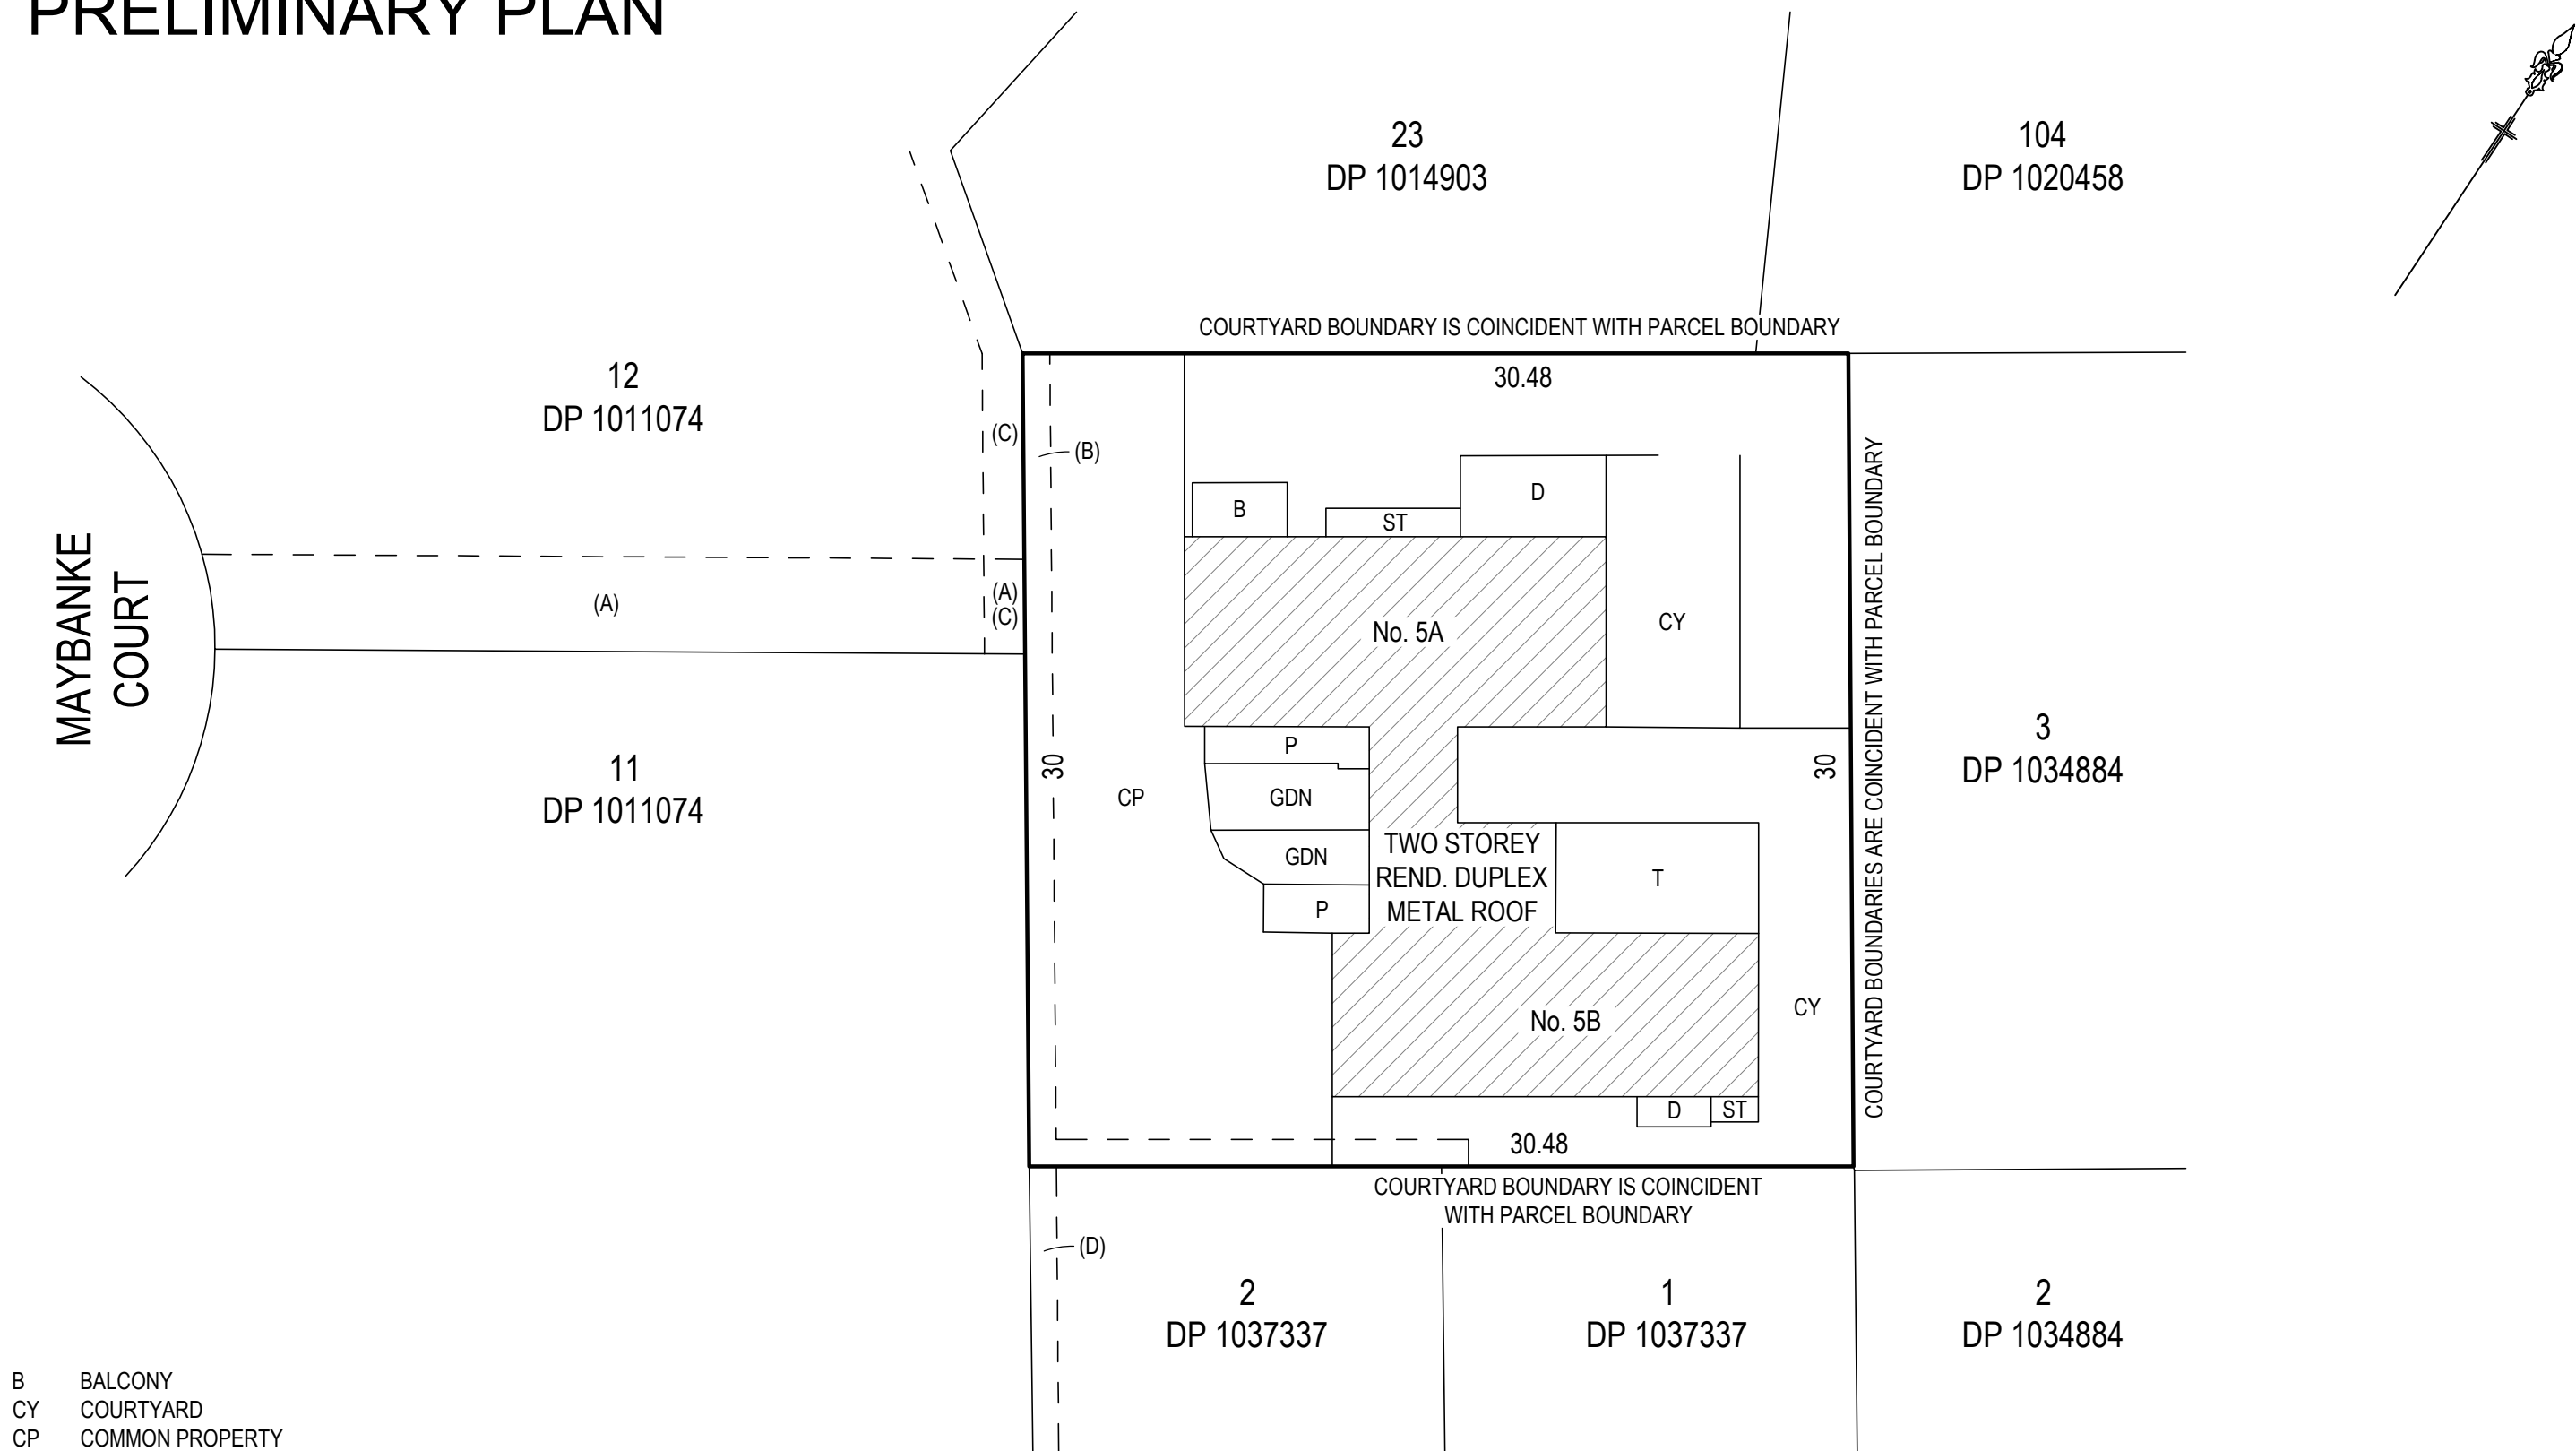 PRELIMINARY PLAN
23
DP 1014903
104
DP 1020458
COURTYARD BOUNDARY IS COINCIDENT WITH PARCEL BOUNDARY
12
DP 1011074
30.48
(C)
(B)
B
ST
D
MAYBANKE
COURT
(A)
(A)
(C)
No. 5A
CY
COURTYARD BOUNDARIES ARE COINCIDENT WITH PARCEL BOUNDARY
11
DP 1011074
30
CP
P
GDN
GDN
P
TWO STOREY
REND. DUPLEX
METAL ROOF
T
30
3
DP 1034884
No. 5B
CY
D
ST
30.48
COURTYARD BOUNDARY IS COINCIDENT
WITH PARCEL BOUNDARY
(D)
2
DP 1037337
1
DP 1037337
2
DP 1034884
B BALCONY
CY COURTYARD
CP COMMON PROPERTY